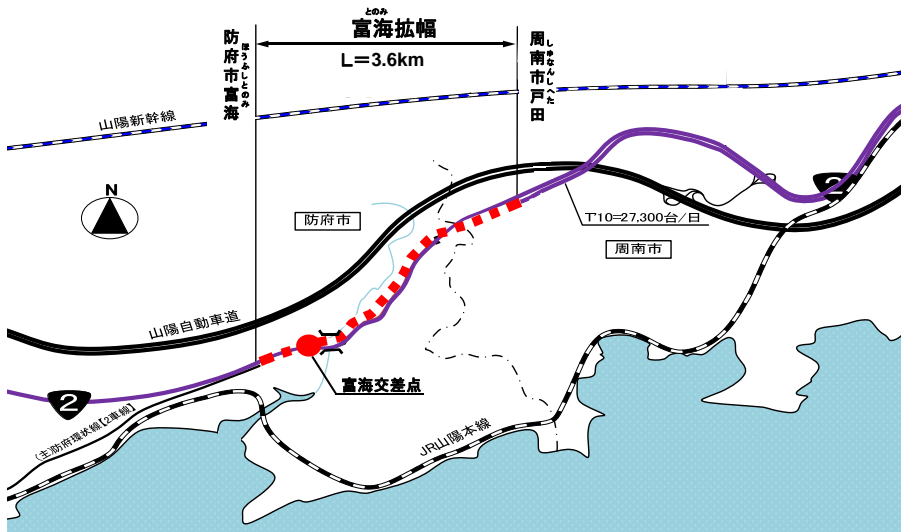 とのみ
富海拡幅
L＝3.6km
防府市富海
ほうふしとのみ
周南市戸田
しゅうなんしへた
山陽新幹線
N
防府市
2
T10=27,300台/日
周南市
山陽自動車道
富海交差点
2
(主)防府環状線【2車線】
JR山陽本線